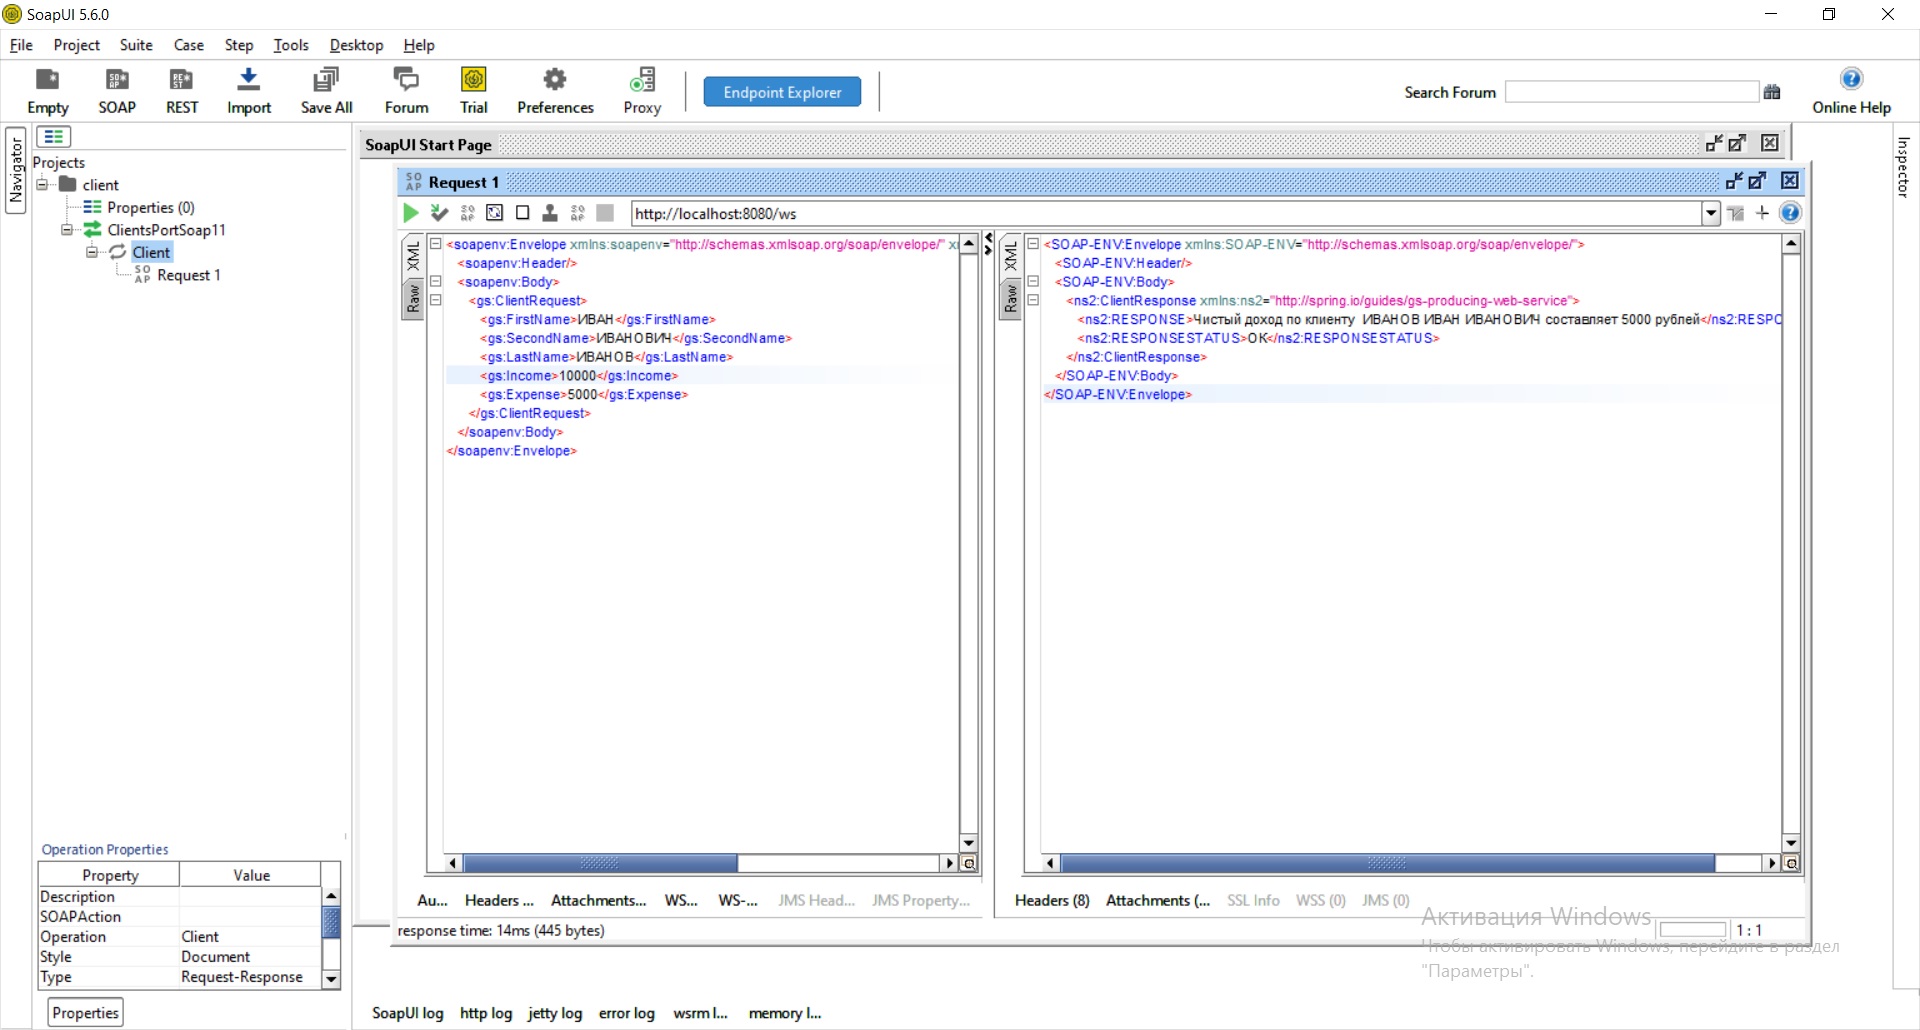 SoapUI 5.6.0
File Project Suite Case Step Tools Desktop Help
Empty SOAP REST Import Save All Forum Trial Preferences Proxy Endpoint Explorer Search Forum Online Help
Navigator
Inspector
Projects
client
Properties (0)
ClientsPortSoap11
Client
SO AP Request 1
SoapUI Start Page
SO AP Request 1
http://localhost:8080/ws
XML
Raw
<soapenv:Envelope xmlns:soapenv="http://schemas.xmlsoap.org/soap/envelope/" xı
<soapenv:Header/>
<soapenv:Body>
<gs:ClientRequest>
<gs:FirstName>ИВАН</gs:FirstName>
<gs:SecondName>ИВАНОВИЧ</gs:SecondName>
<gs:LastName>ИВАНОВ</gs:LastName>
<gs:Income>10000</gs:Income>
<gs:Expense>5000</gs:Expense>
</gs:ClientRequest>
</soapenv:Body>
</soapenv:Envelope>
XML
Raw
<SOAP-ENV:Envelope xmlns:SOAP-ENV="http://schemas.xmlsoap.org/soap/envelope/">
<SOAP-ENV:Header/>
<SOAP-ENV:Body>
<ns2:ClientResponse xmlns:ns2="http://spring.io/guides/gs-producing-web-service">
<ns2:RESPONSE>Чистый доход по клиенту ИВАНОВ ИВАН ИВАНОВИЧ составляет 5000 рублей</ns2:RESPC
<ns2:RESPONSESTATUS>OK</ns2:RESPONSESTATUS>
</ns2:ClientResponse>
</SOAP-ENV:Body>
</SOAP-ENV:Envelope>
Au... Headers ... Attachments... WS... WS-... JMS Head... JMS Property...
Headers (8) Attachments (... SSL Info WSS (0) JMS (0)
response time: 14ms (445 bytes)
1 : 1
Активация Windows
Чтобы активировать Windows, перейдите в раздел
"Параметры".
Operation Properties
Property Value
Description
SOAPAction
Operation Client
Style Document
Type Request-Response
Properties
SoapUI log http log jetty log error log wsrm l... memory l...